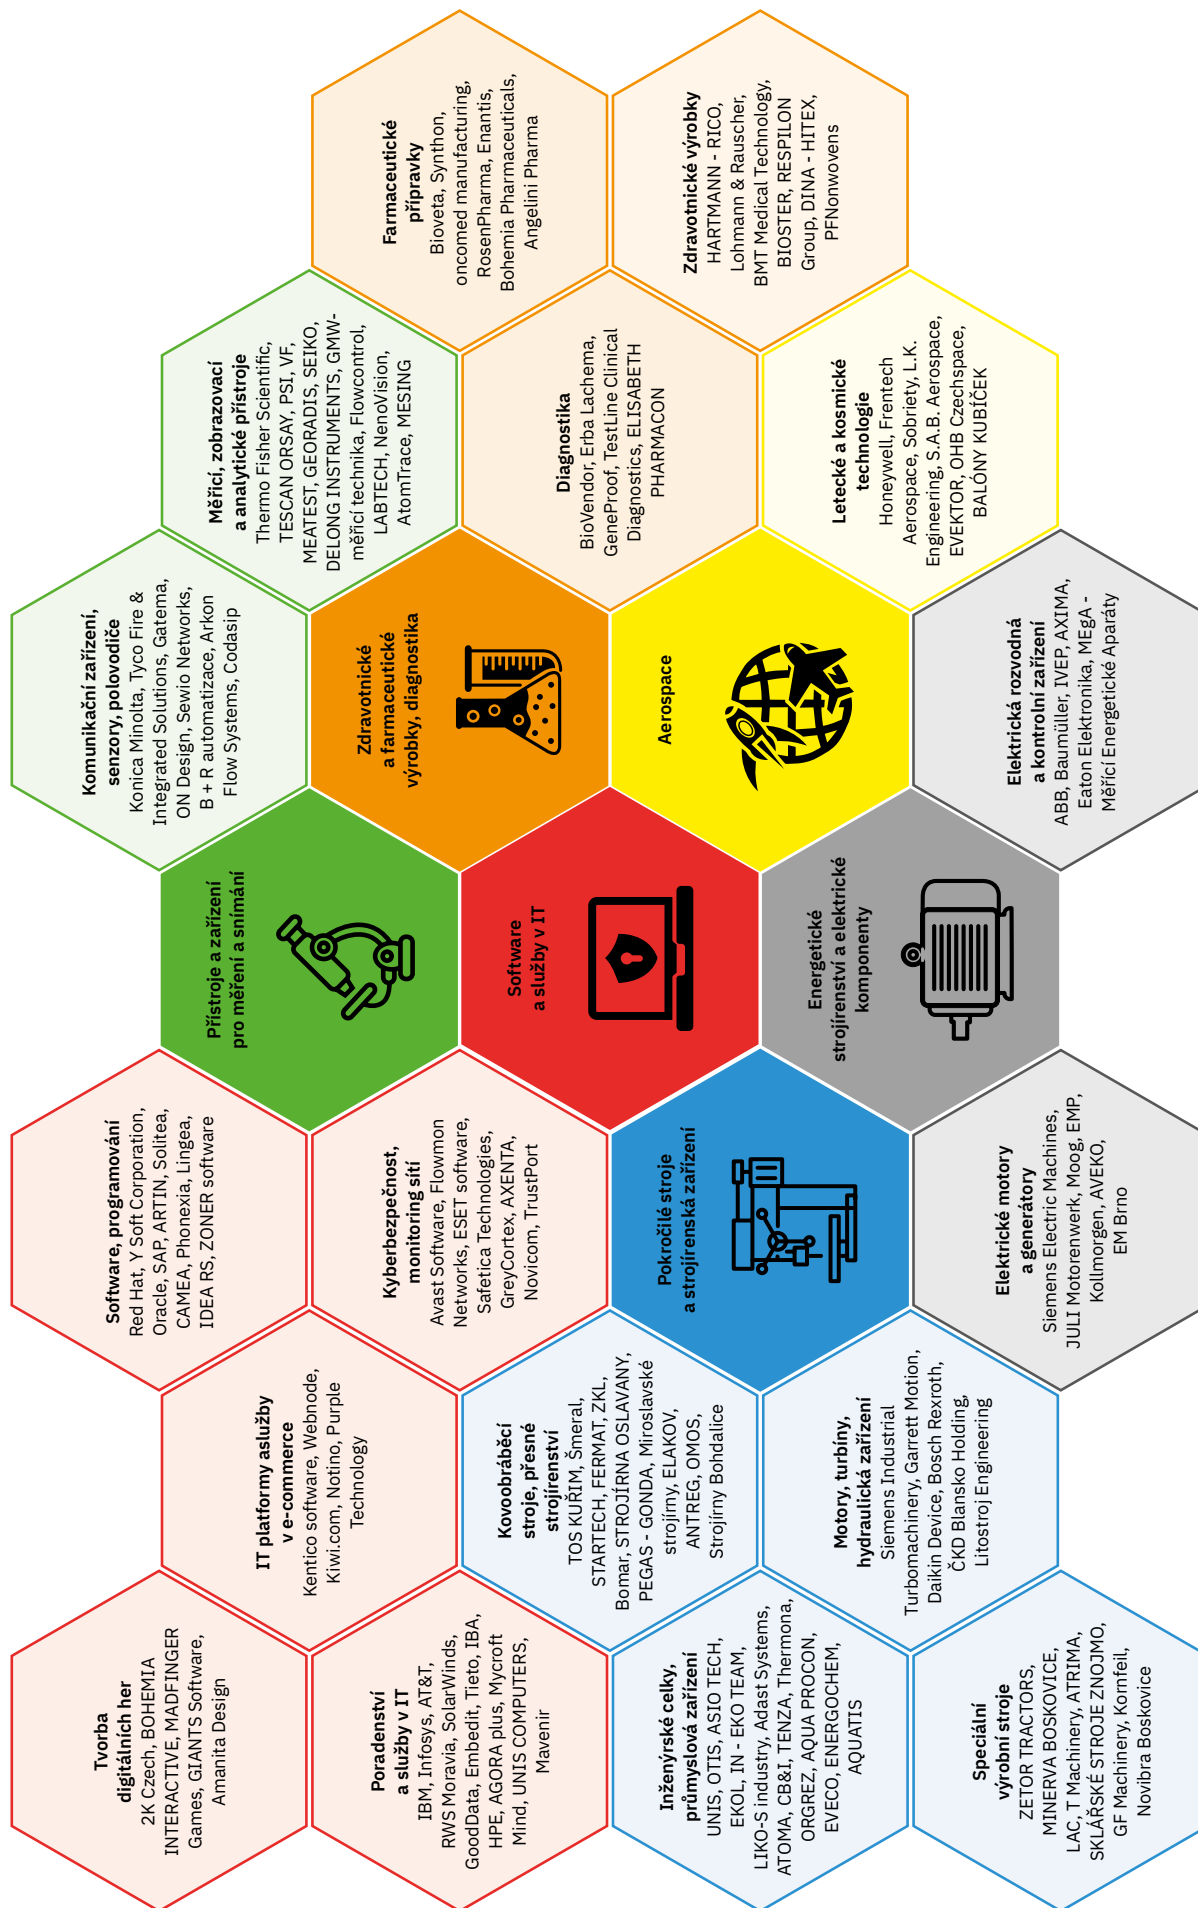 Tvorba
digitálních her
2K Czech, BOHEMIA
INTERACTIVE, MADFINGER
Games, GIANTS Software,
Amanita Design
Software, programování
Red Hat, Y Soft Corporation,
Oracle, SAP, ARTIN, Solitea,
CAMEA, Phonexia, Lingea,
IDEA RS, ZONER software
Komunikační zařízení,
senzory, polovodiče
Konica Minolta, Tyco Fire &
Integrated Solutions, Gatema,
ON Design, Sewio Networks,
B + R automatizace, Arkon
Flow Systems, Codasip
IT platformy aslužby
v e-commerce
Kentico software, Webnode,
Kiwi.com, Notino, Purple
Technology
Přístroje a zařízení
pro měření a snímání
Měřicí, zobrazovací
a analytické přístroje
Thermo Fisher Scientific,
TESCAN ORSAY, PSI, VF,
MEATEST, GEORADIS, SEIKO,
DELONG INSTRUMENTS, GMW-
měřicí technika, Flowcontrol,
LABTECH, NenoVision,
AtomTrace, MESING
Poradenství
a služby v IT
IBM, Infosys, AT&T,
RWS Moravia, SolarWinds,
GoodData, Embedit, Tieto, IBA,
HPE, AGORA plus, Mycroft
Mind, UNIS COMPUTERS,
Mavenir
Kyberbezpečnost,
monitoring sítí
Avast Software, Flowmon
Networks, ESET software,
Safetica Technologies,
GreyCortex, AXENTA,
Novicom, TrustPort
Zdravotnické
a farmaceutické
výrobky, diagnostika
Farmaceutické
přípravky
Bioveta, Synthon,
oncomed manufacturing,
RosenPharma, Enantis,
Bohemia Pharmaceuticals,
Angelini Pharma
Kovoobráběcí
stroje, přesné
strojírenství
TOS KUŘIM, Šmeral,
STARTECH, FERMAT, ZKL,
Bomar, STROJÍRNA OSLAVANY,
PEGAS - GONDA, Miroslavské
strojírny, ELAKOV,
ANTREG, OMOS,
Strojírny Bohdalice
Software
a služby v IT
Diagnostika
BioVendor, Erba Lachema,
GeneProof, TestLine Clinical
Diagnostics, ELISABETH
PHARMACON
Inženýrské celky,
průmyslová zařízení
UNIS, OTIS, ASIO TECH,
EKOL, IN - EKO TEAM,
LIKO-S industry, Adast Systems,
ATOMA, CB&I, TENZA, Thermona,
ORGREZ, AQUA PROCON,
EVECO, ENERGOCHEM,
AQUATIS
Pokročilé stroje
a strojírenská zařízení
Aerospace
Zdravotnické výrobky
HARTMANN - RICO,
Lohmann & Rauscher,
BMT Medical Technology,
BIOSTER, RESPILON
Group, DINA - HITEX,
PFNonwovens
Motory, turbíny,
hydraulická zařízení
Siemens Industrial
Turbomachinery, Garrett Motion,
Daikin Device, Bosch Rexroth,
ČKD Blansko Holding,
Litostroj Engineering
Energetické
strojírenství a elektrické
komponenty
Letecké a kosmické
technologie
Honeywell, Frentech
Aerospace, Sobriety, L.K.
Engineering, S.A.B. Aerospace,
EVEKTOR, OHB Czechspace,
BALÓNY KUBÍČEK
Speciální
výrobní stroje
ZETOR TRACTORS,
MINERVA BOSKOVICE,
LAC, T Machinery, ATRIMA,
SKLÁŘSKÉ STROJE ZNOJMO,
GF Machinery, Kornfeil,
Novibra Boskovice
Elektrické motory
a generátory
Siemens Electric Machines,
JULI Motorenwerk, Moog, EMP,
Kollmorgen, AVEKO,
EM Brno
Elektrická rozvodná
a kontrolní zařízení
ABB, Baumüller, IVEP, AXIMA,
Eaton Elektronika, MEgA -
Měřící Energetické Aparáty